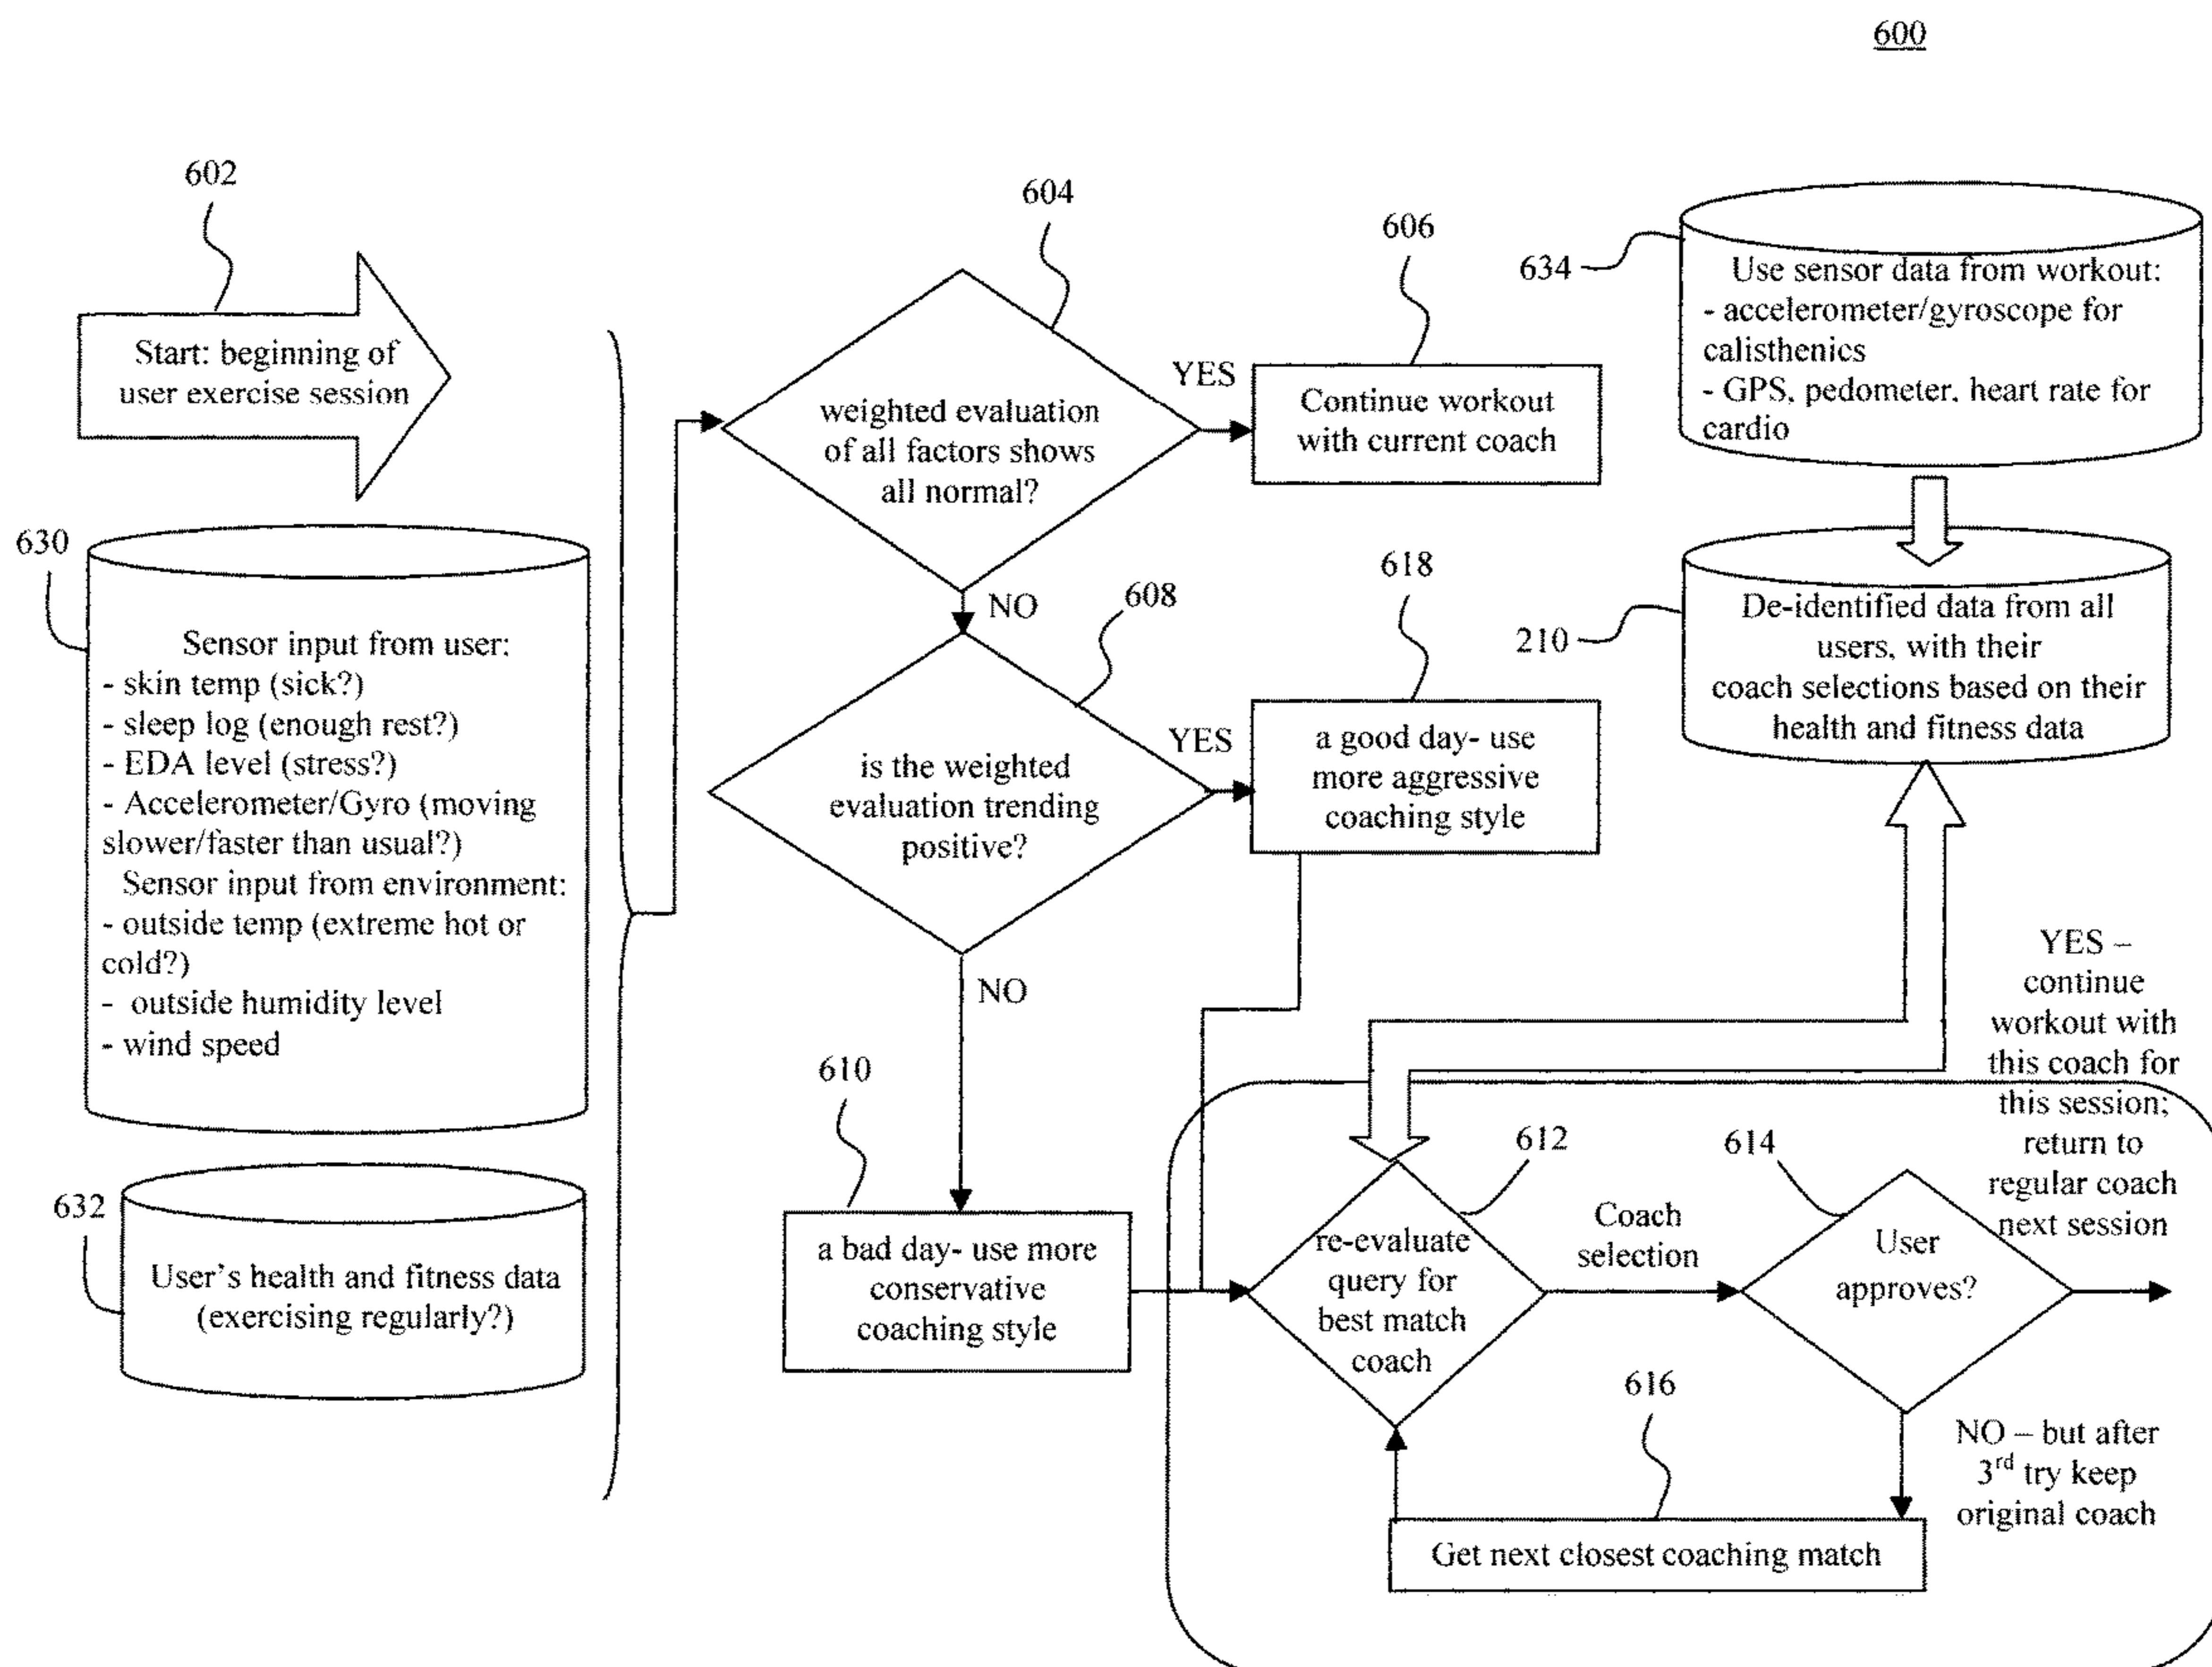 600
602
Start: beginning of
user exercise session
630
Sensor input from user:
- skin temp (sick?)
- sleep log (enough rest?)
- EDA level (stress?)
- Accelerometer/Gyro (moving
slower/faster than usual?)
Sensor input from environment:
- outside temp (extreme hot or
cold?)
- outside humidity level
- wind speed
632
User's health and fitness data
(exercising regularly?)
604
weighted evaluation
of all factors shows
all normal?
YES
606
Continue workout
with current coach
NO
608
is the weighted
evaluation trending
positive?
YES
618
a good day- use
more aggressive
coaching style
NO
610
a bad day- use more
conservative
coaching style
634
Use sensor data from workout:
- accelerometer/gyroscope for
calisthenics
- GPS, pedometer, heart rate for
cardio
210
De-identified data from all
users, with their
coach selections based on their
health and fitness data
612
re-evaluate
query for
best match
coach
Coach
selection
614
User
approves?
YES –
continue
workout with
this coach for
this session;
return to
regular coach
next session
NO – but after
3rd try keep
original coach
616
Get next closest coaching match